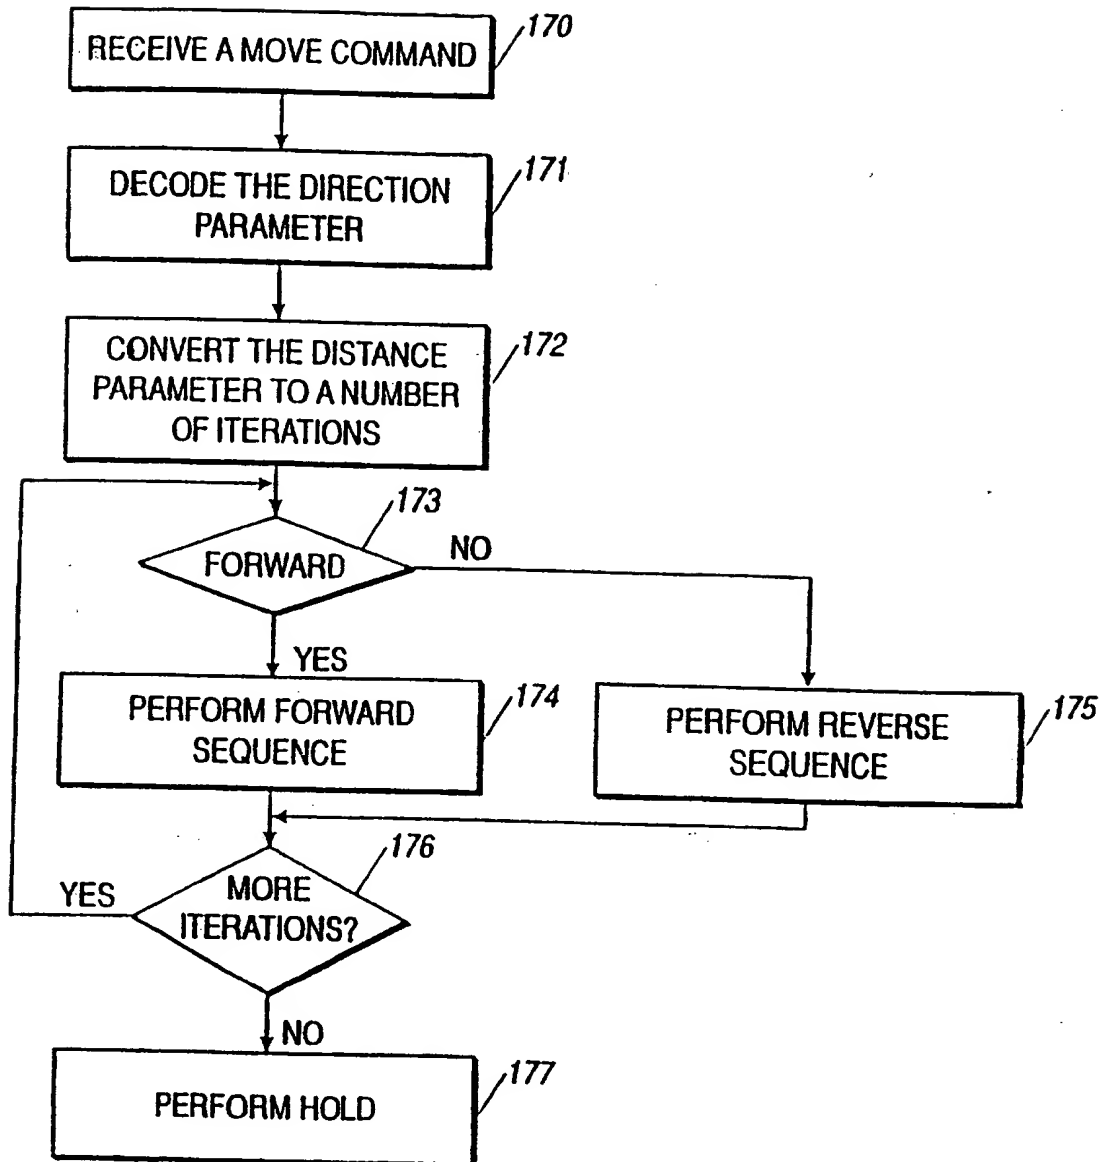 RECEIVE A MOVE COMMAND
170
DECODE THE DIRECTION
PARAMETER
171
CONVERT THE DISTANCE
PARAMETER TO A NUMBER
OF ITERATIONS
172
173
FORWARD
NO
YES
PERFORM FORWARD
SEQUENCE
174
PERFORM REVERSE
SEQUENCE
175
176
MORE
ITERATIONS?
YES
NO
PERFORM HOLD
177